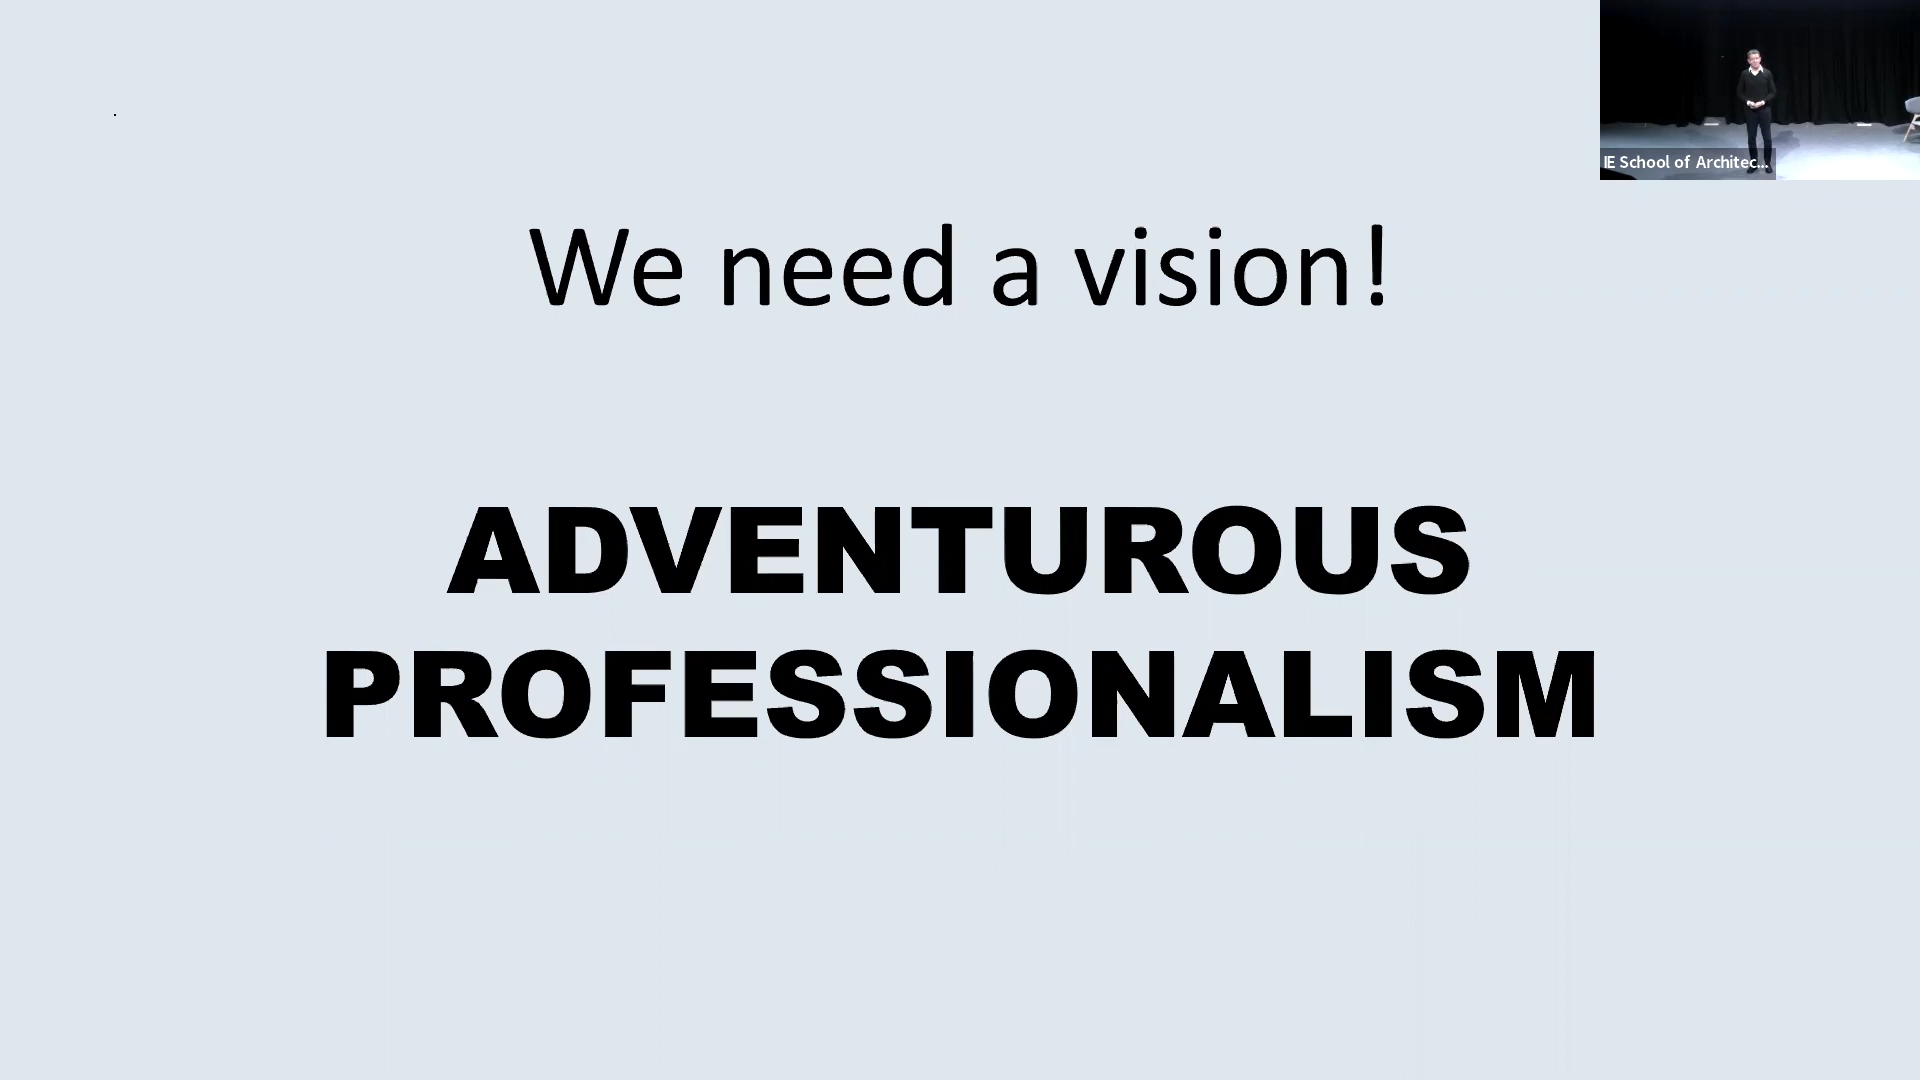 IE School of Architec...
We need a vision!
ADVENTUROUS
PROFESSIONALISM